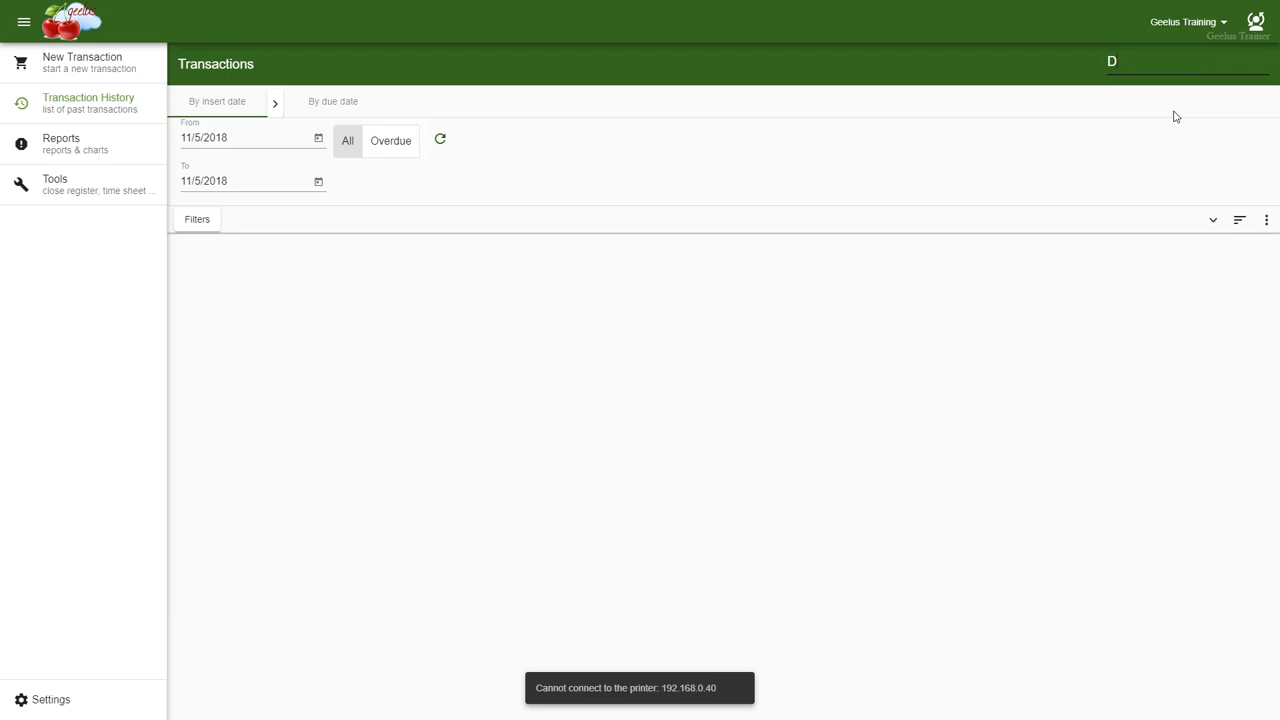 geelus
Geelus Training
Geelus Trainer
New Transaction
start a new transaction
Transaction History
list of past transactions
Reports
reports & charts
Tools
close register, time sheet ...
Settings
Transactions
D
By insert date
By due date
From
11/5/2018
All
Overdue
To
11/5/2018
Filters
Cannot connect to the printer: 192.168.0.40